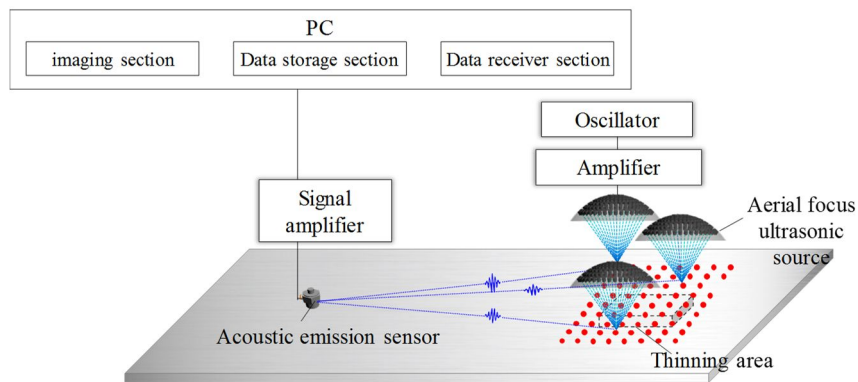 PC
imaging section
Data storage section
Data receiver section
Oscillator
Amplifier
Signal
amplifier
Aerial focus
ultrasonic
source
Acoustic emission sensor
Thinning area